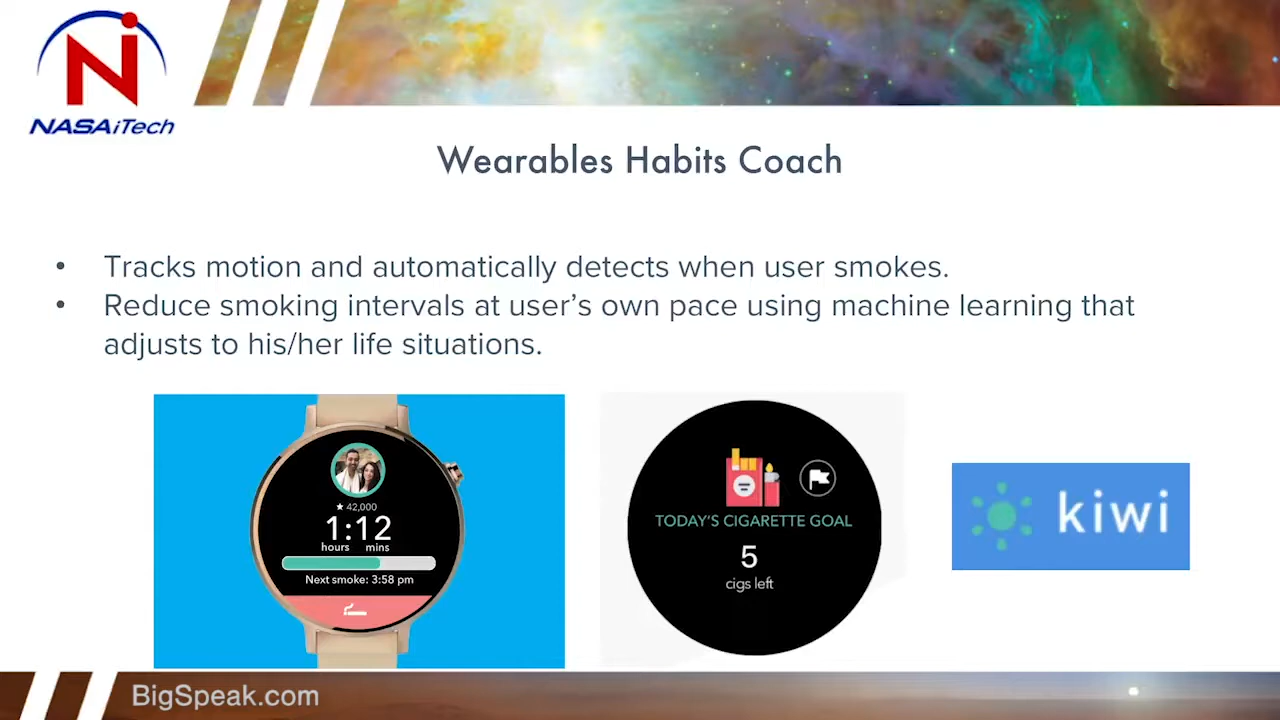 NASAiTech
Wearables Habits Coach
• Tracks motion and automatically detects when user smokes.
• Reduce smoking intervals at user’s own pace using machine learning that
adjusts to his/her life situations.
★ 42,000
1:12
hours mins
Next smoke: 3:58 pm
TODAY'S CIGARETTE GOAL
5
cigs left
kiwi
BigSpeak.com